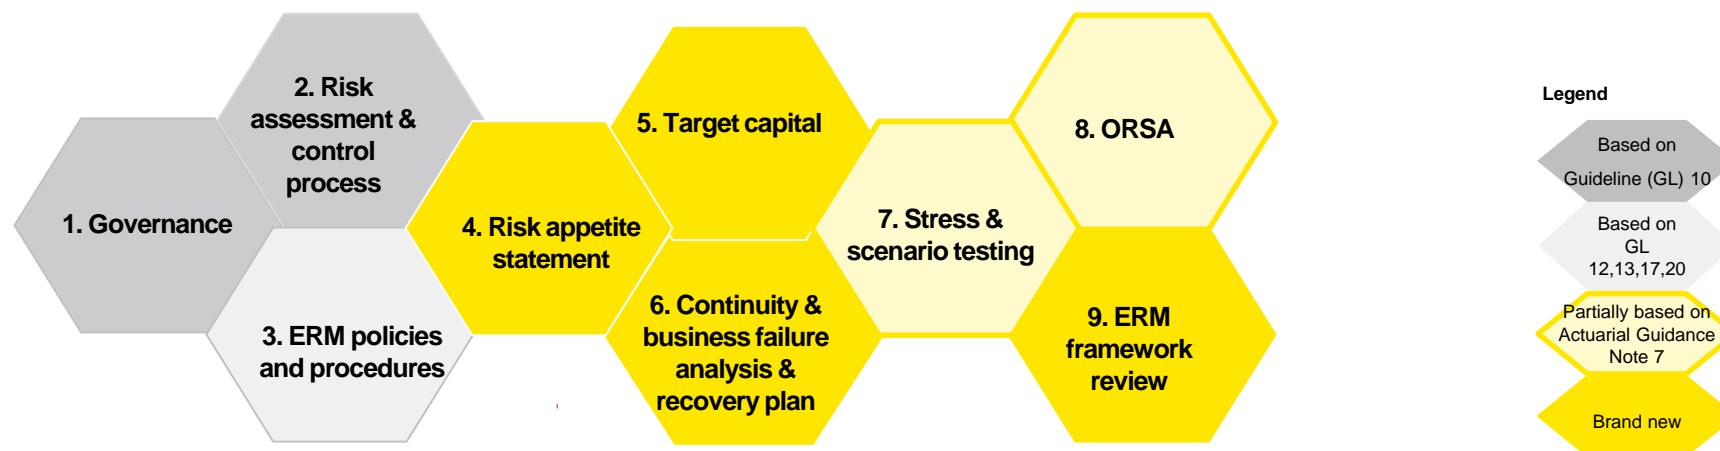 1. Governance
2. Risk
assessment &
control
process
3. ERM policies
and procedures
4. Risk appetite
statement
5. Target capital
6. Continuity &
business failure
analysis &
recovery plan
7. Stress &
scenario testing
8. ORSA
9. ERM
framework
review
Legend
Based on
Guideline (GL) 10
Based on
GL
12,13,17,20
Partially based on
Actuarial Guidance
Note 7
Brand new